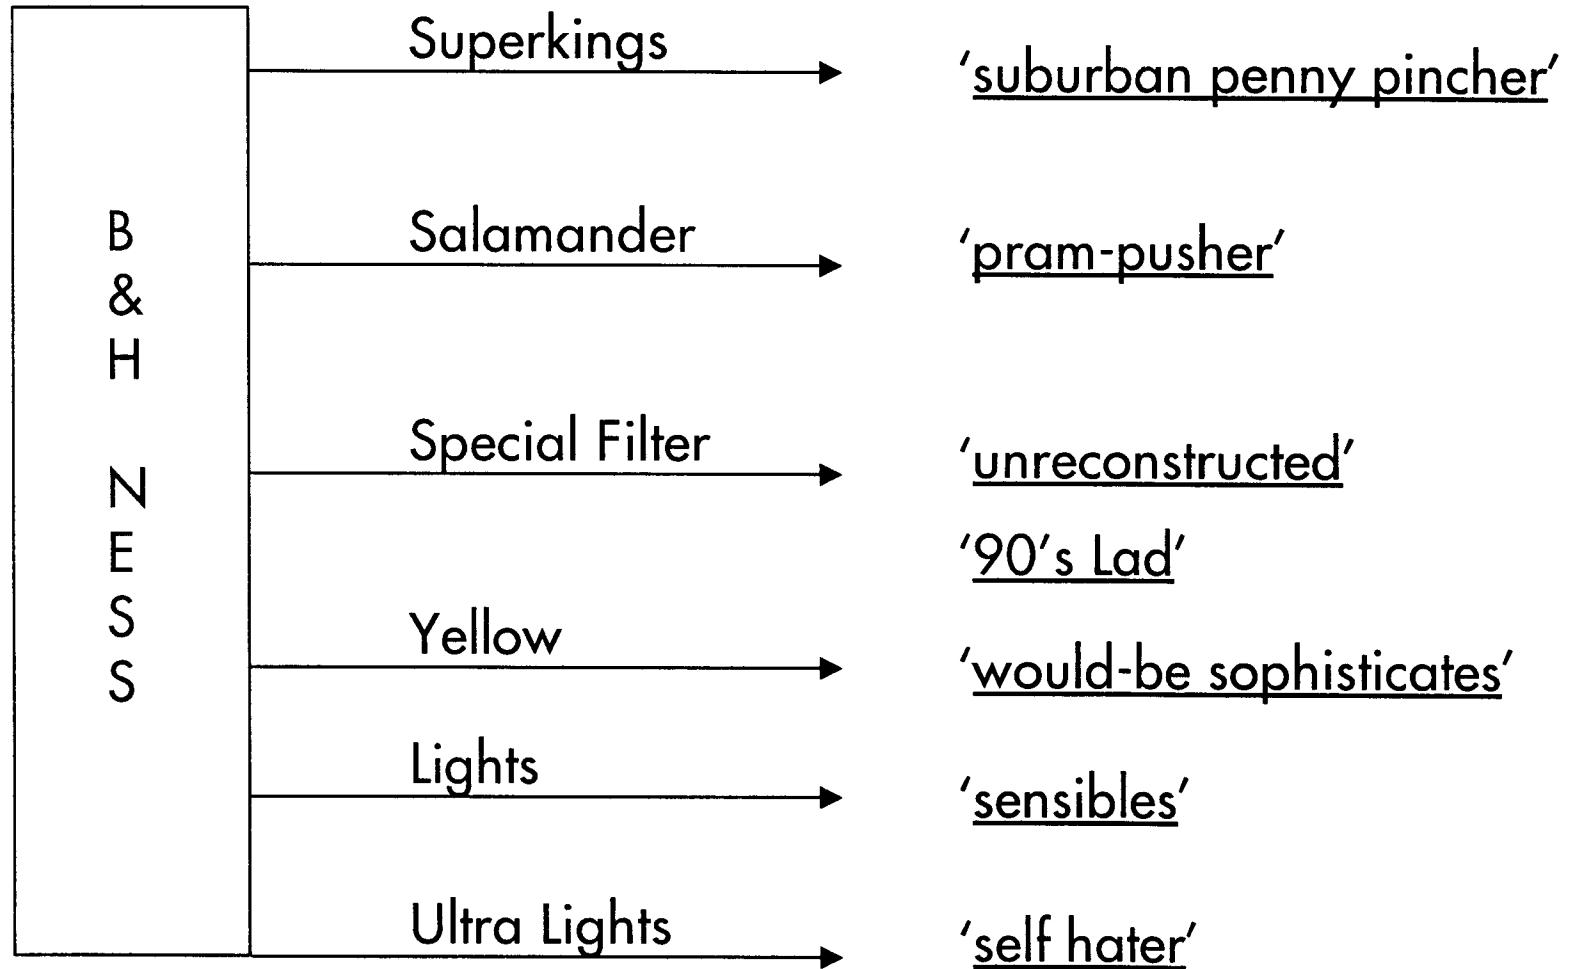 B
&
H
N
E
S
S
Superkings
‘suburban penny pincher’
Salamander
‘pram-pusher’
Special Filter
‘unreconstructed’
‘90’s Lad’
Yellow
‘would-be sophisticates’
Lights
‘sensibles’
Ultra Lights
‘self hater’